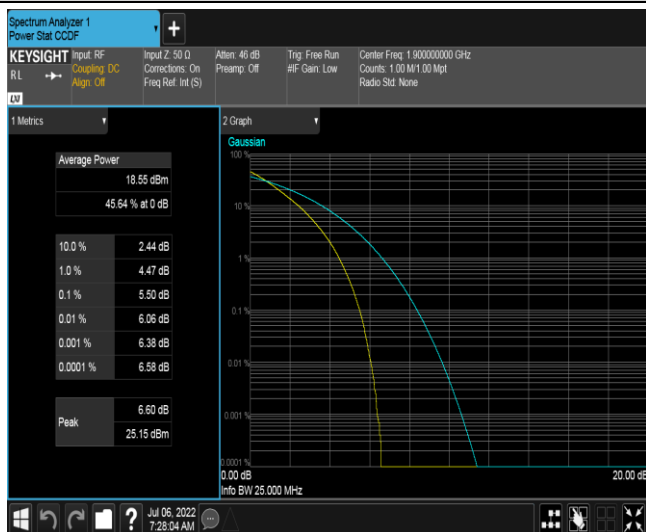 Spectrum Analyzer 1
Power Stat CCDF
+
KEYSIGHT
RL
LXI
Input: RF
Coupling: DC
Align: Off
Input Z: 50 Ω
Corrections: On
Freq Ref: Int (S)
Atten: 46 dB
Preamp: Off
Trig: Free Run
#IF Gain: Low
Center Freq: 1.900000000 GHz
Counts: 1.00 M/1.00 Mpt
Radio Std: None
1 Metrics
Average Power
18.55 dBm
45.64 % at 0 dB
10.0 % 2.44 dB
1.0 % 4.47 dB
0.1 % 5.50 dB
0.01 % 6.06 dB
0.001 % 6.38 dB
0.0001 % 6.58 dB
Peak 6.60 dB
25.15 dBm
2 Graph
Gaussian
100 %
10 %
1 %
0.1 %
0.01 %
0.001 %
0.0001 %
0.00 dB 20.00 dB
Info BW 25.000 MHz
?
Jul 06, 2022
7:28:04 AM